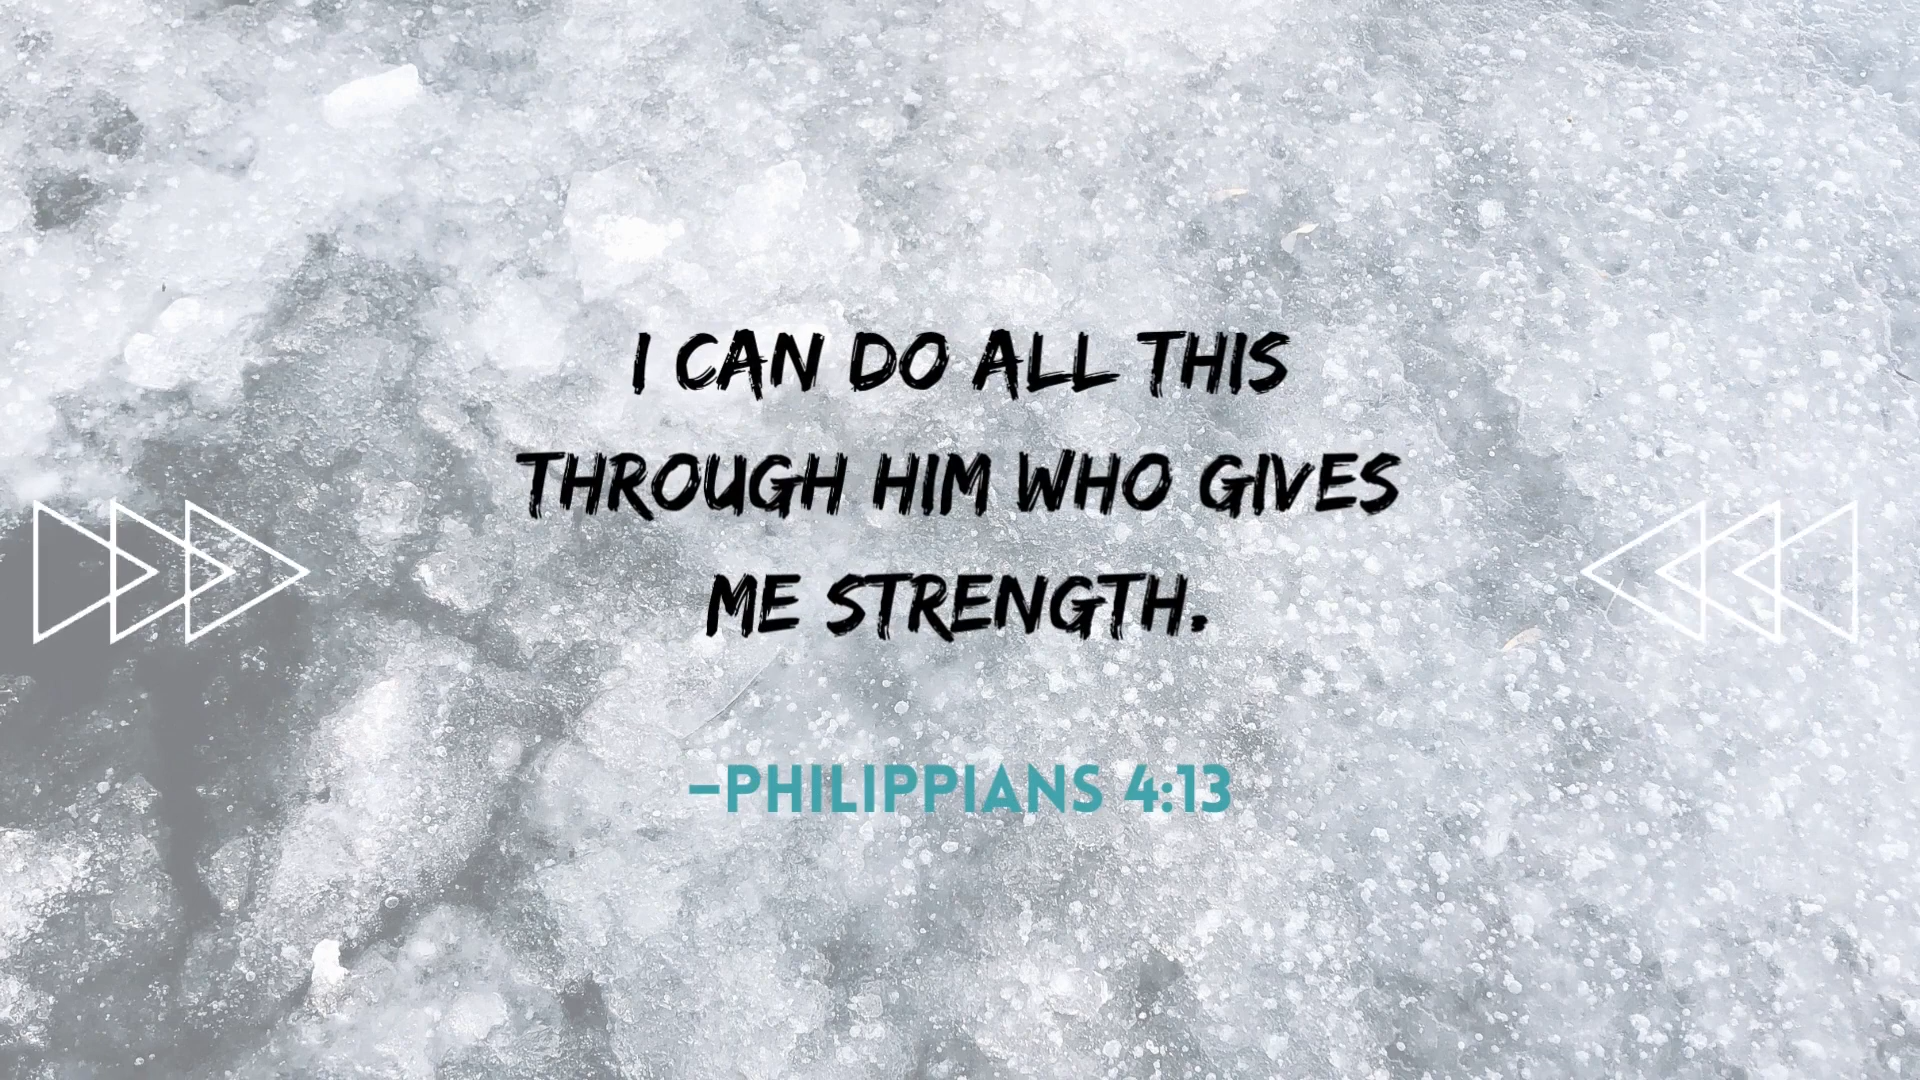 I CAN DO ALL THIS
THROUGH HIM WHO GIVES
ME STRENGTH.
–PHILIPPIANS 4:13